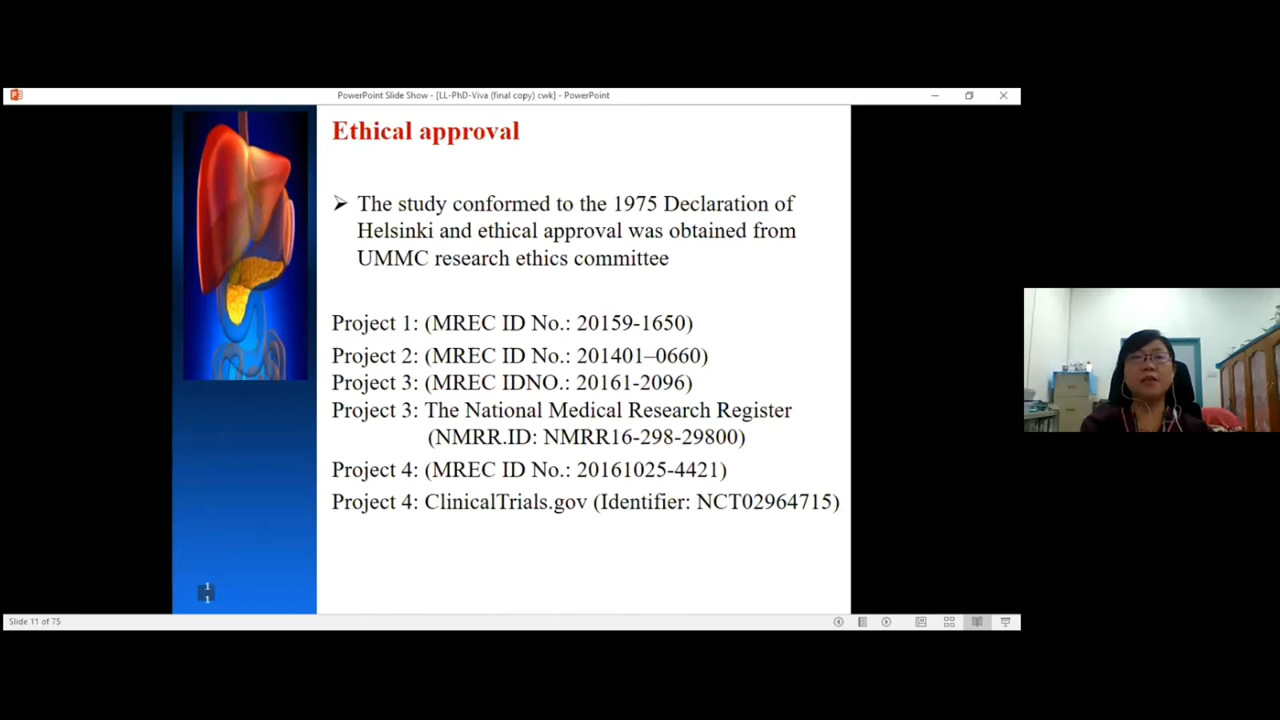 PowerPoint Slide Show - [LL-PhD-Viva (final copy) cwk] - PowerPoint
Ethical approval
➢ The study conformed to the 1975 Declaration of
Helsinki and ethical approval was obtained from
UMMC research ethics committee
Project 1: (MREC ID No.: 20159-1650)
Project 2: (MREC ID No.: 201401–0660)
Project 3: (MREC IDNO.: 20161-2096)
Project 3: The National Medical Research Register
(NMRR.ID: NMRR16-298-29800)
Project 4: (MREC ID No.: 20161025-4421)
Project 4: ClinicalTrials.gov (Identifier: NCT02964715)
1
1
Slide 11 of 75